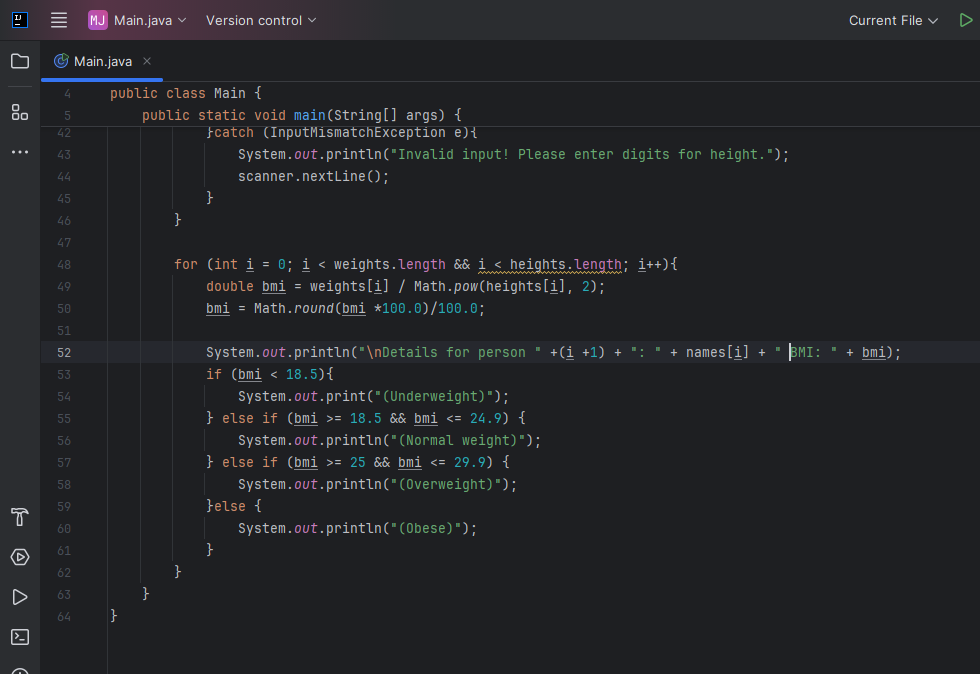 MJ Main.java Version control Current File
Main.java
4 public class Main {
5 public static void main(String[] args) {
42 }catch (InputMismatchException e){
43 System.out.println("Invalid input! Please enter digits for height.");
44 scanner.nextLine();
45 }
46 }
47
48 for (int i = 0; i < weights.length && i < heights.length; i++){
49 double bmi = weights[i] / Math.pow(heights[i], 2);
50 bmi = Math.round(bmi *100.0)/100.0;
51
52 System.out.println("\nDetails for person " +(i +1) + ": " + names[i] + " BMI: " + bmi);
53 if (bmi < 18.5){
54 System.out.print("(Underweight)");
55 } else if (bmi >= 18.5 && bmi <= 24.9) {
56 System.out.println("(Normal weight)");
57 } else if (bmi >= 25 && bmi <= 29.9) {
58 System.out.println("(Overweight)");
59 }else {
60 System.out.println("(Obese)");
61 }
62 }
63 }
64 }